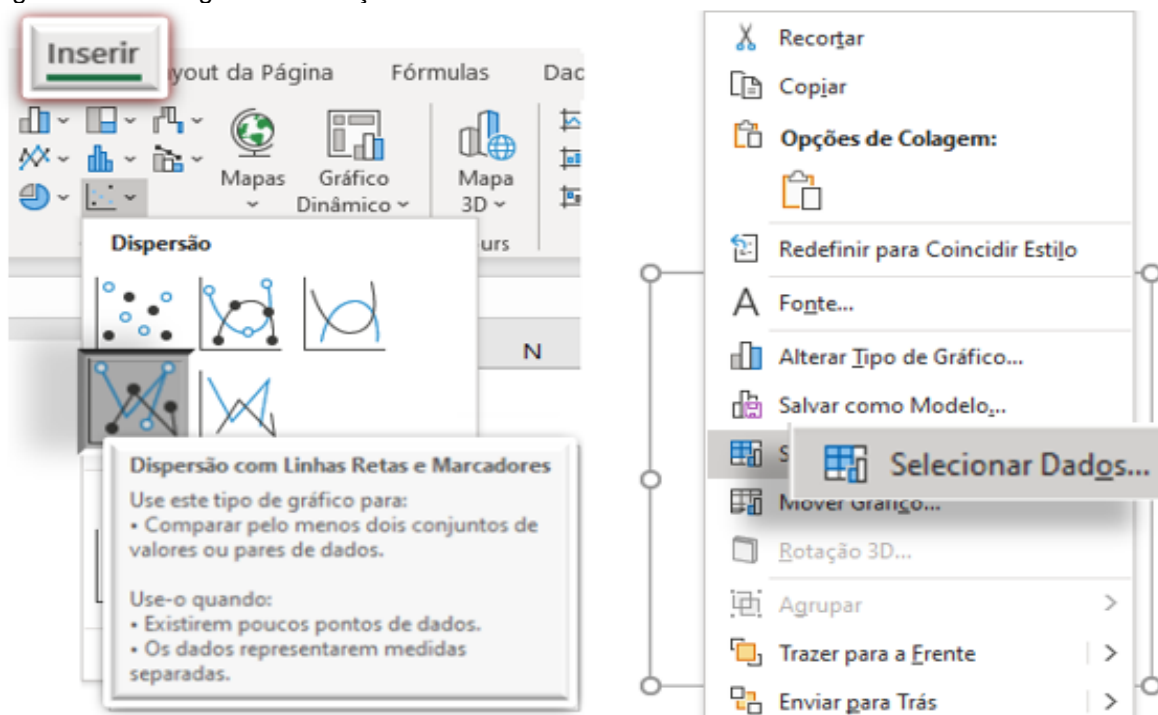 Inserir
yout da Página
Fórmulas
Dad
Mapas
Gráfico
Dinâmico
Mapa
3D
urs
Dispersão
N
Dispersão com Linhas Retas e Marcadores
Use este tipo de gráfico para:
• Comparar pelo menos dois conjuntos de
valores ou pares de dados.
Use-o quando:
• Existirem poucos pontos de dados.
• Os dados representarem medidas
separadas.
Recortar
Copiar
Opções de Colagem:
Redefinir para Coincidir Estilo
Fonte...
Alterar Tipo de Gráfico...
Salvar como Modelo...
S
Selecionar Dados...
Mover Gráfico...
Rotação 3D...
Agrupar
Trazer para a Frente
Enviar para Trás